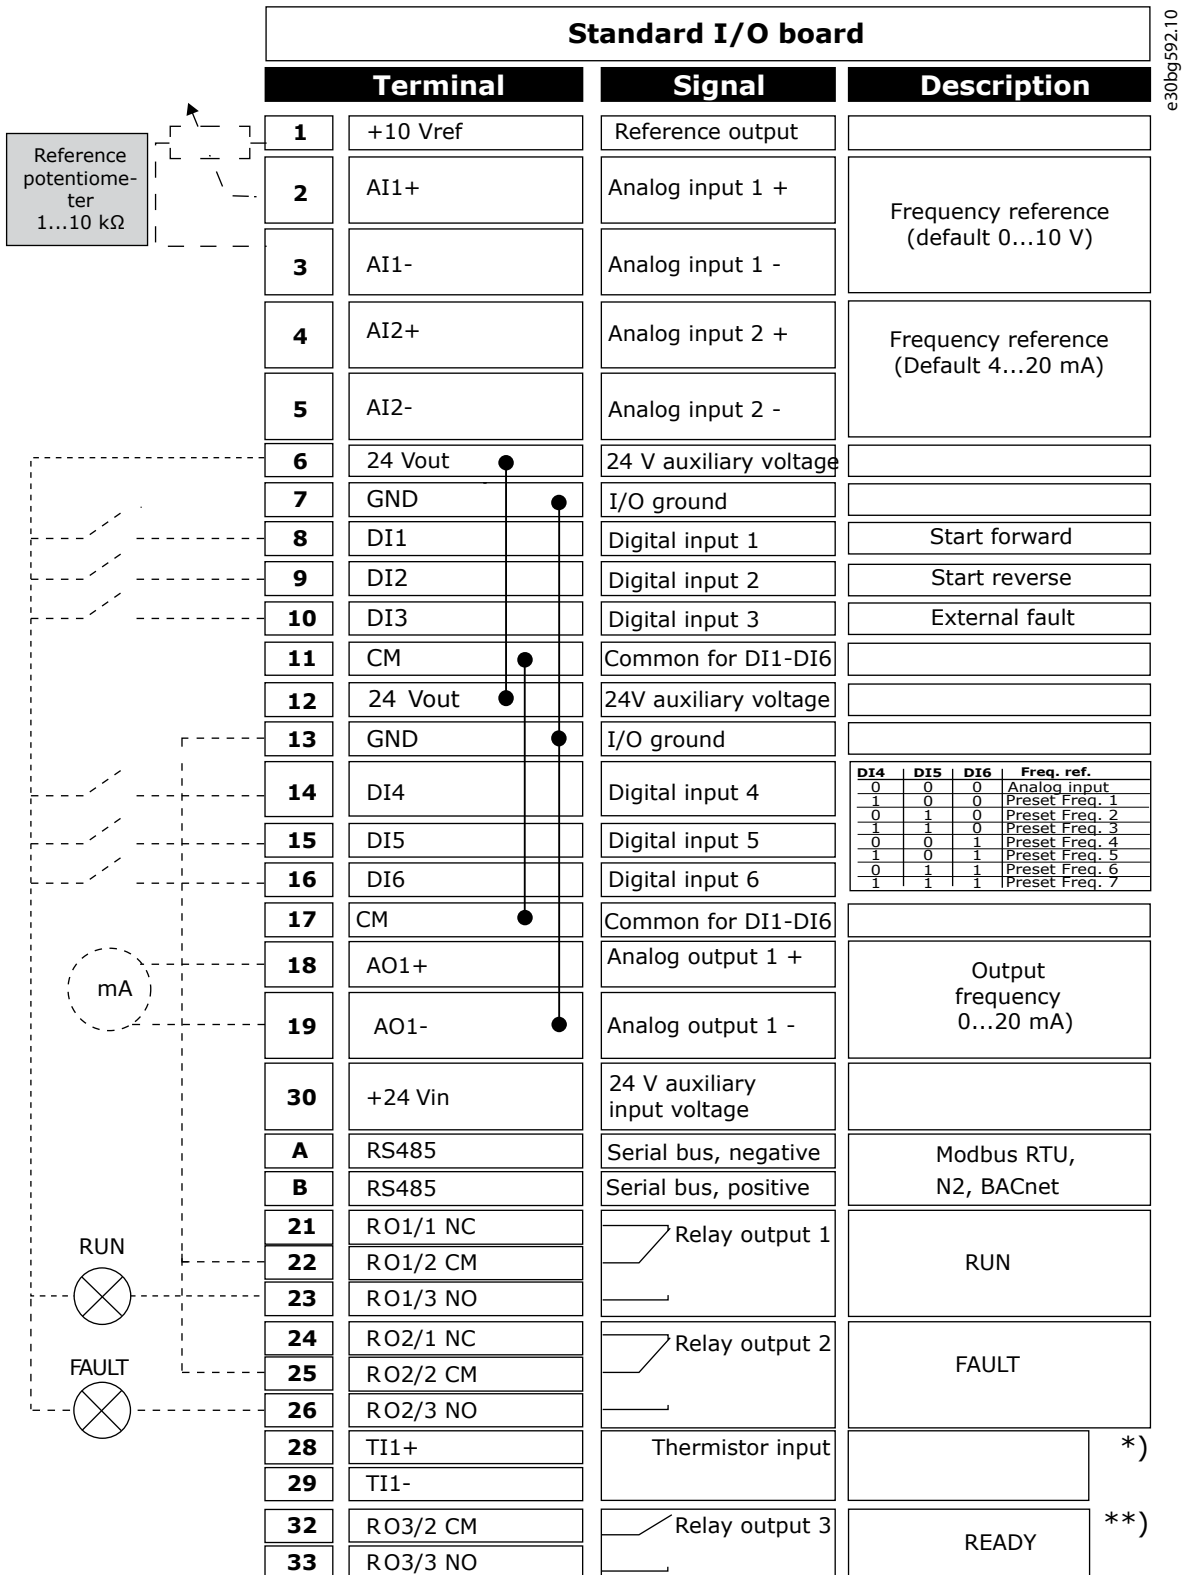 Standard I/O board
e30bg592.10
Terminal Signal Description
Reference
potentiome-
ter
1...10 kΩ
1 +10 Vref Reference output
2 AI1+ Analog input 1 +
3 AI1- Analog input 1 -
Frequency reference
(default 0...10 V)
4 AI2+ Analog input 2 +
5 AI2- Analog input 2 -
Frequency reference
(Default 4...20 mA)
6 24 Vout 24 V auxiliary voltage
7 GND I/O ground
8 DI1 Digital input 1 Start forward
9 DI2 Digital input 2 Start reverse
10 DI3 Digital input 3 External fault
11 CM Common for DI1-DI6
12 24 Vout 24V auxiliary voltage
13 GND I/O ground
14 DI4 Digital input 4
15 DI5 Digital input 5
16 DI6 Digital input 6
DI4 DI5 DI6 Freq. ref.
0 0 0 Analog input
1 0 0 Preset Freq. 1
0 1 0 Preset Freq. 2
1 1 0 Preset Freq. 3
0 0 1 Preset Freq. 4
1 0 1 Preset Freq. 5
0 1 1 Preset Freq. 6
1 1 1 Preset Freq. 7
17 CM Common for DI1-DI6
mA
18 AO1+ Analog output 1 +
19 AO1- Analog output 1 -
Output
frequency
0...20 mA)
30 +24 Vin 24 V auxiliary
input voltage
A RS485 Serial bus, negative
B RS485 Serial bus, positive
Modbus RTU,
N2, BACnet
RUN
21 RO1/1 NC Relay output 1
22 RO1/2 CM RUN
23 RO1/3 NO
FAULT
24 RO2/1 NC Relay output 2
25 RO2/2 CM FAULT
26 RO2/3 NO
28 TI1+ Thermistor input *)
29 TI1-
32 RO3/2 CM Relay output 3 READY **)
33 RO3/3 NO